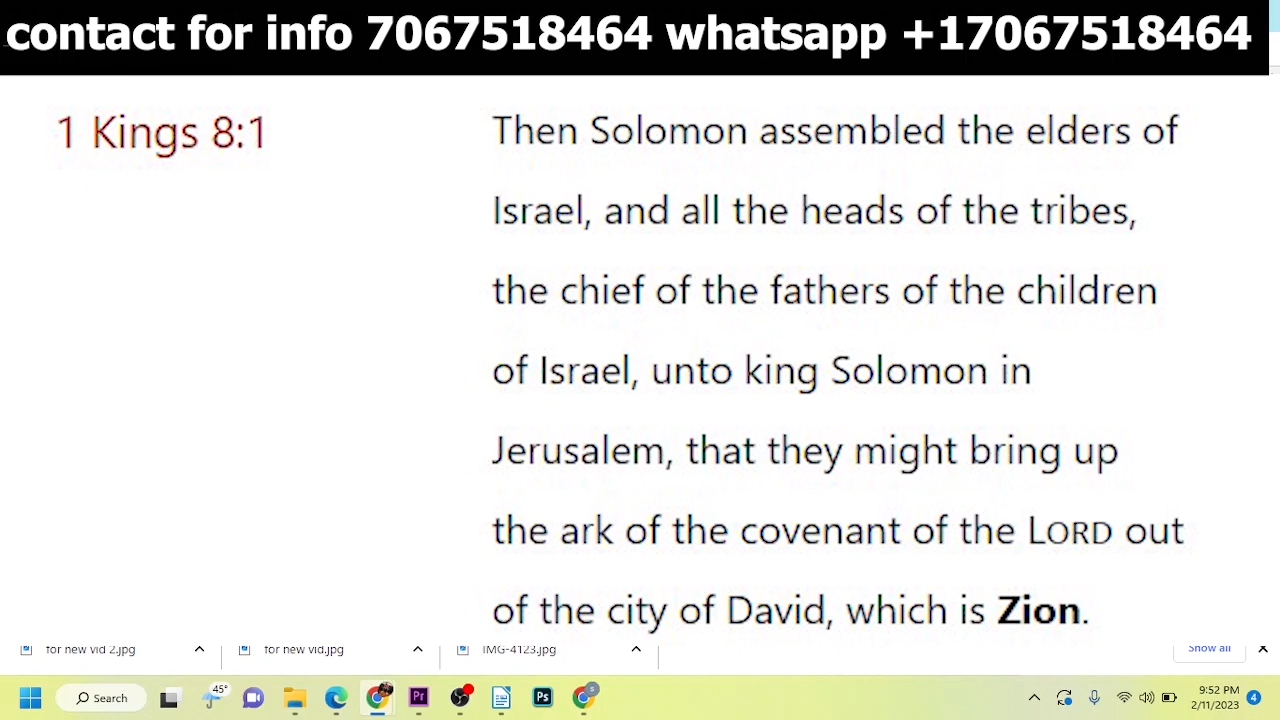 contact for info 7067518464 whatsapp +17067518464
1 Kings 8:1
Then Solomon assembled the elders of
Israel, and all the heads of the tribes,
the chief of the fathers of the children
of Israel, unto king Solomon in
Jerusalem, that they might bring up
the ark of the covenant of the LORD out
of the city of David, which is Zion.
for new vid 2.jpg
for new vid.jpg
IMG-4123.jpg
Show all
Search
45°
Pr
Ps
S
9:52 PM
2/11/2023
4